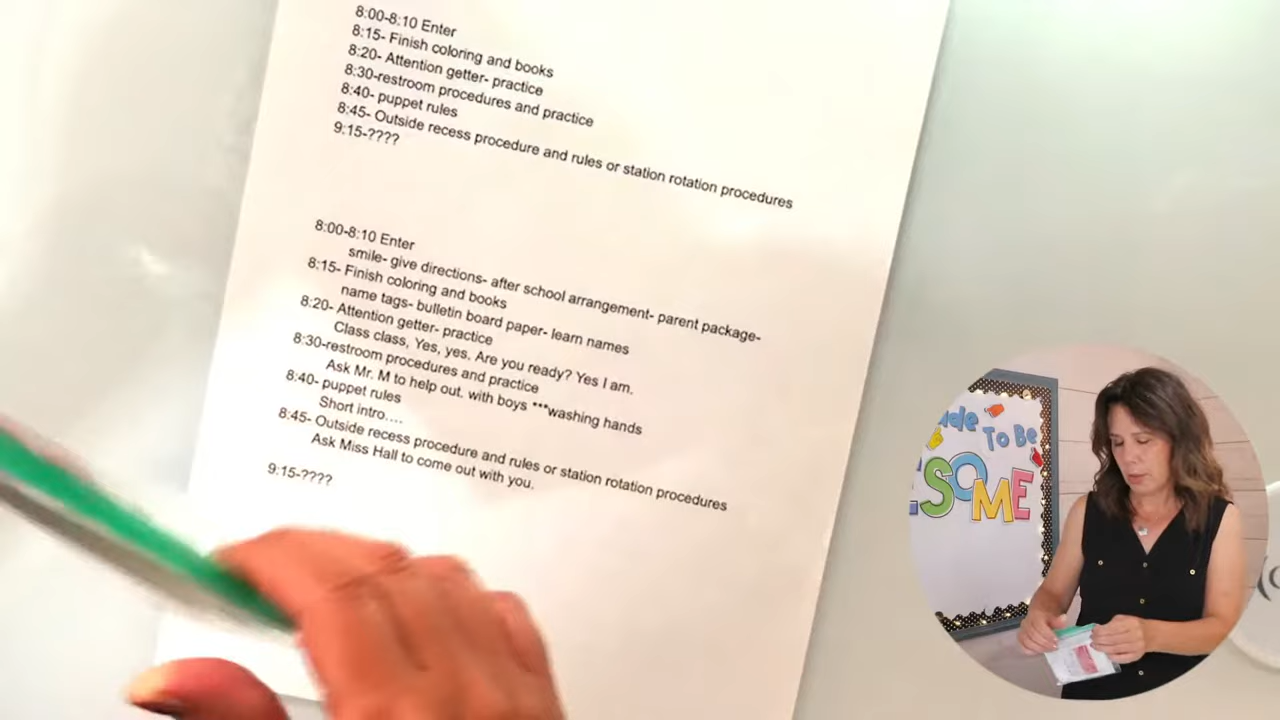 8:00-8:10 Enter
8:15- Finish coloring and books
8:20- Attention getter- practice
8:30-restroom procedures and practice
8:40- puppet rules
8:45- Outside recess procedure and rules or station rotation procedures
9:15-????
8:00-8:10 Enter
smile- give directions- after school arrangement- parent package-
8:15- Finish coloring and books
name tags- bulletin board paper- learn names
8:20- Attention getter- practice
Class class, Yes, yes. Are you ready? Yes I am.
8:30-restroom procedures and practice
Ask Mr. M to help out. with boys ***washing hands
8:40- puppet rules
Short intro....
8:45- Outside recess procedure and rules or station rotation procedures
Ask Miss Hall to come out with you.
9:15-????
To Be
SOME